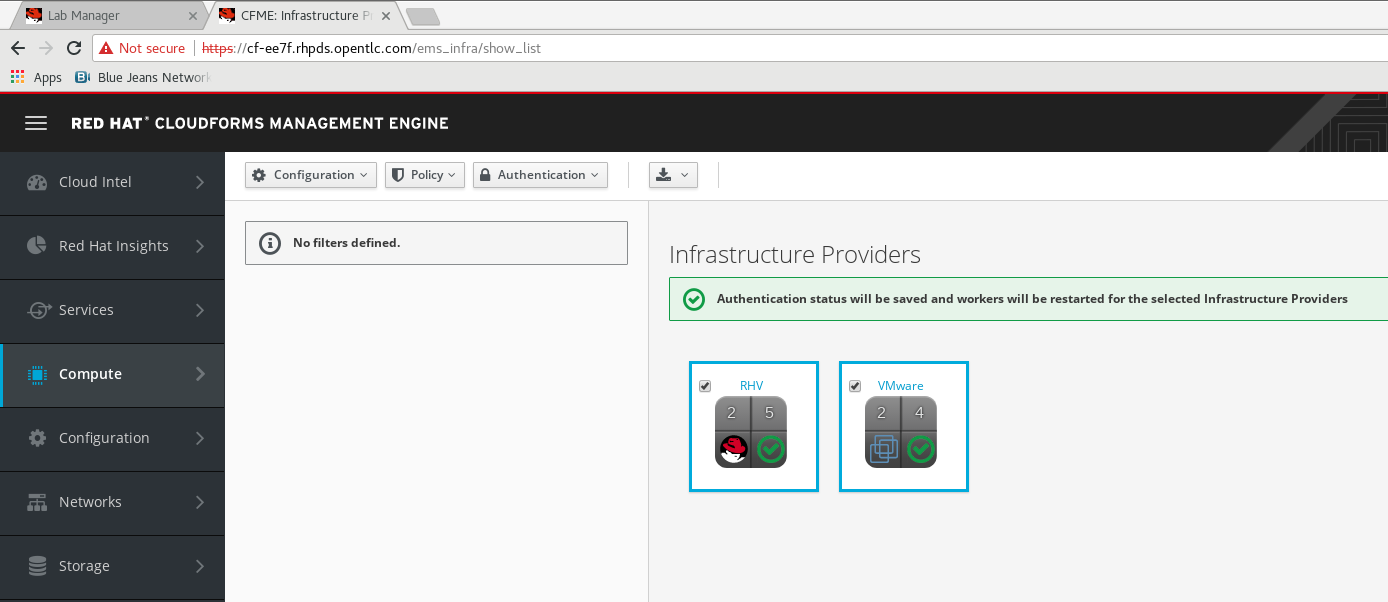 Lab Manager
CFME: Infrastructure P
Not secure
https://cf-ee7f.rhpds.opentlc.com/ems_infra/show_list
Apps
Blue Jeans Network
RED HAT® CLOUDFORMS MANAGEMENT ENGINE
Cloud Intel
Red Hat Insights
Services
Compute
Configuration
Networks
Storage
Configuration
Policy
Authentication
No filters defined.
Infrastructure Providers
Authentication status will be saved and workers will be restarted for the selected Infrastructure Providers
RHV
2 5
VMware
2 4